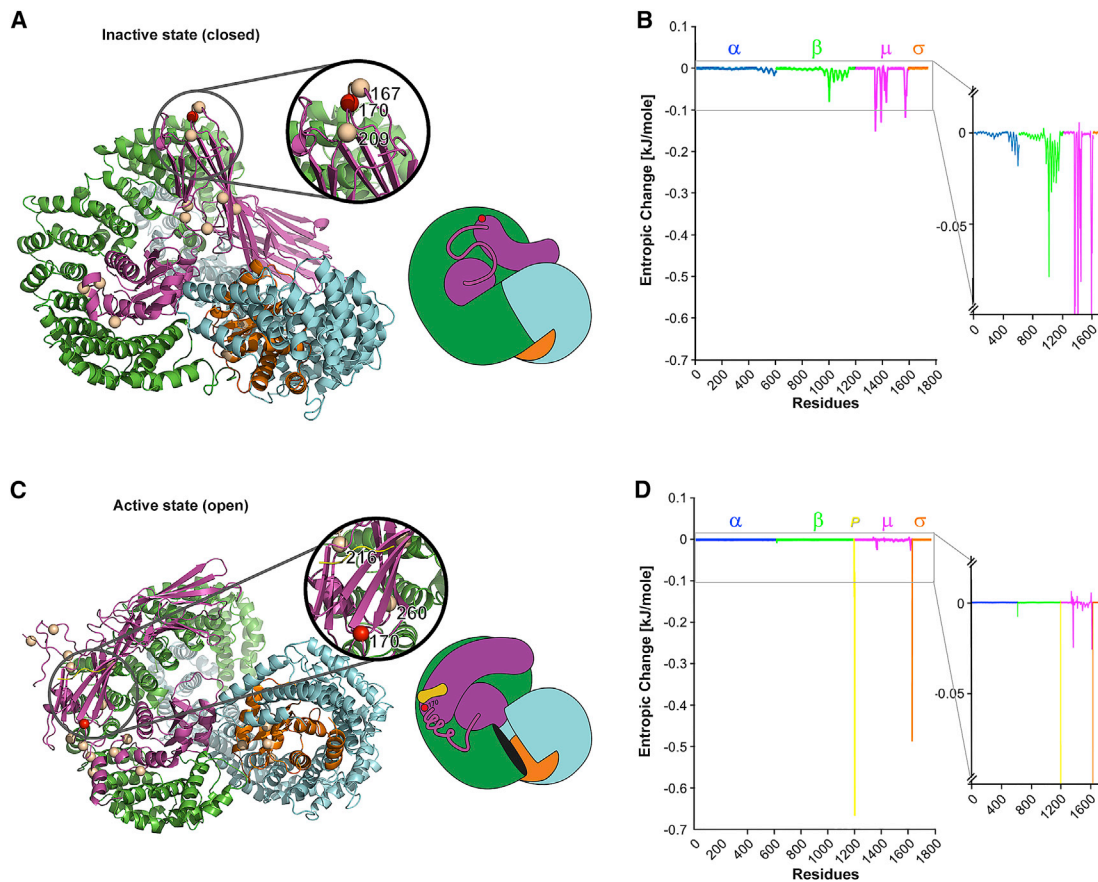 A
Inactive state (closed)
167
170
209
B
Entropic Change [kJ/mole]
0.1
0
-0.1
-0.2
-0.3
-0.4
-0.5
-0.6
-0.7
α β μ σ
0 200 400 600 800 1000 1200 1400 1600 1800
Residues
0
-0.05
0 400 800 1200 1600
C
Active state (open)
216
260
170
D
Entropic Change [kJ/mole]
0.1
0
-0.1
-0.2
-0.3
-0.4
-0.5
-0.6
-0.7
α β P μ σ
0 200 400 600 800 1000 1200 1400 1600 1800
Residues
0
-0.05
0 400 800 1200 1600